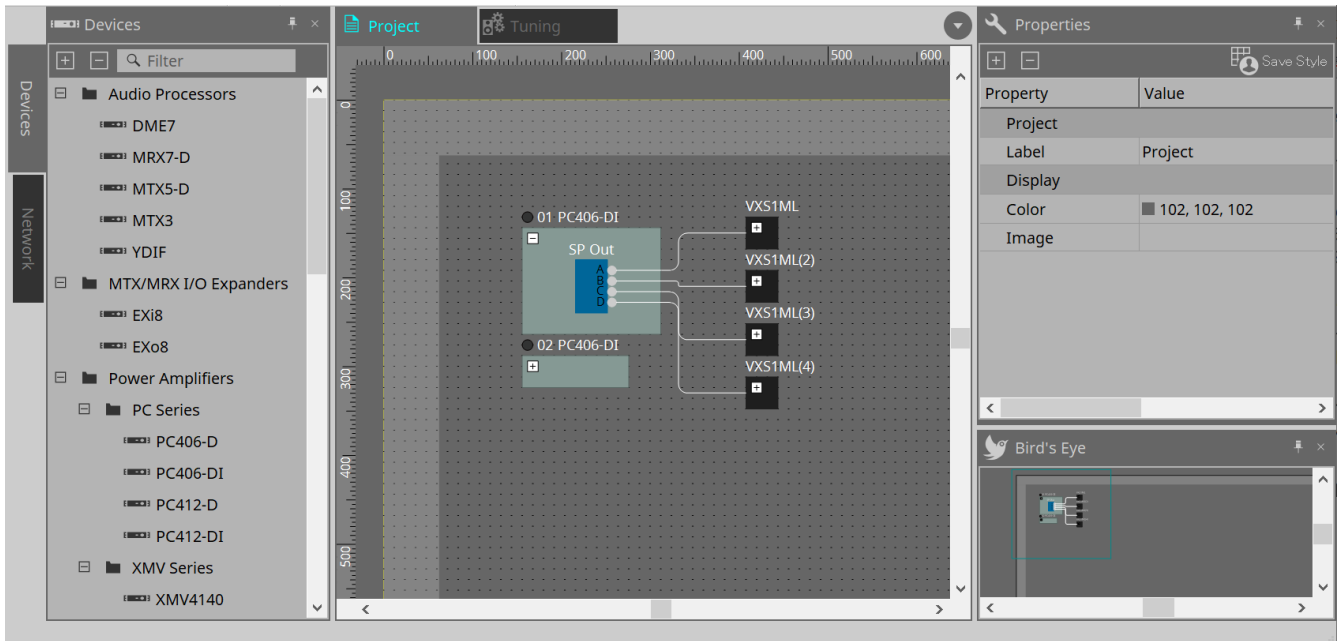 Devices
Project
Tuning
Properties
Filter
Save Style
Devices
Network
Audio Processors
DME7
MRX7-D
MTX5-D
MTX3
YDIF
MTX/MRX I/O Expanders
EXi8
EXo8
Power Amplifiers
PC Series
PC406-D
PC406-DI
PC412-D
PC412-DI
XMV Series
XMV4140
0 100 200 300 400 500 600
0
100
200
300
400
500
01 PC406-DI
SP Out
A
B
C
D
02 PC406-DI
VXS1ML
VXS1ML(2)
VXS1ML(3)
VXS1ML(4)
Property Value
Project
Label Project
Display
Color 102, 102, 102
Image
Bird's Eye